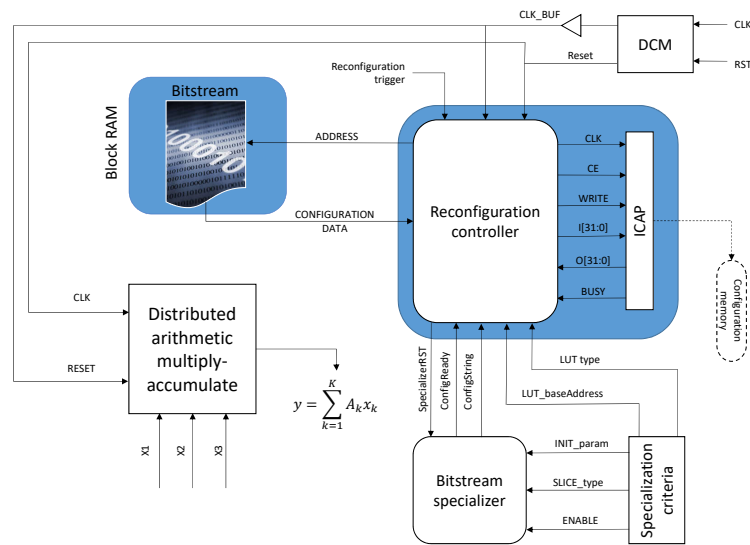 CLK_BUF
CLK
DCM
Reset
RST
Reconfiguration
trigger
Bitstream
Block RAM
ADDRESS
CONFIGURATION
DATA
Reconfiguration
controller
CLK
CE
WRITE
I[31:0]
O[31:0]
BUSY
ICAP
Configuration
memory
CLK
RESET
Distributed
arithmetic
multiply-
accumulate
X1
X2
X3
y = \sum_{k=1}^{K} A_k x_k
SpecializerRST
ConfigReady
ConfigString
LUT type
LUT_baseAddress
Bitstream
specializer
INIT_param
SLICE_type
ENABLE
Specialization
criteria